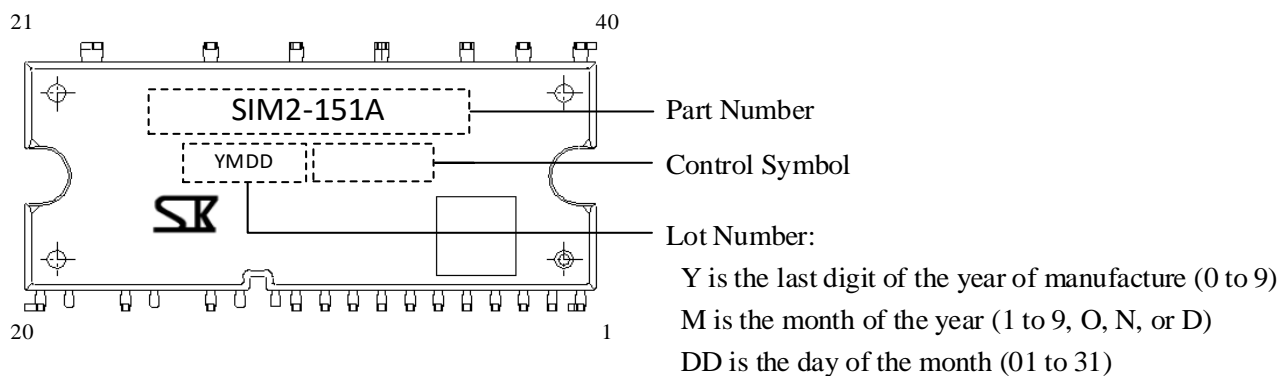 21
40
SIM2-151A
Part Number
YMDD
Control Symbol
SK
Lot Number:
Y is the last digit of the year of manufacture (0 to 9)
M is the month of the year (1 to 9, O, N, or D)
DD is the day of the month (01 to 31)
20
1